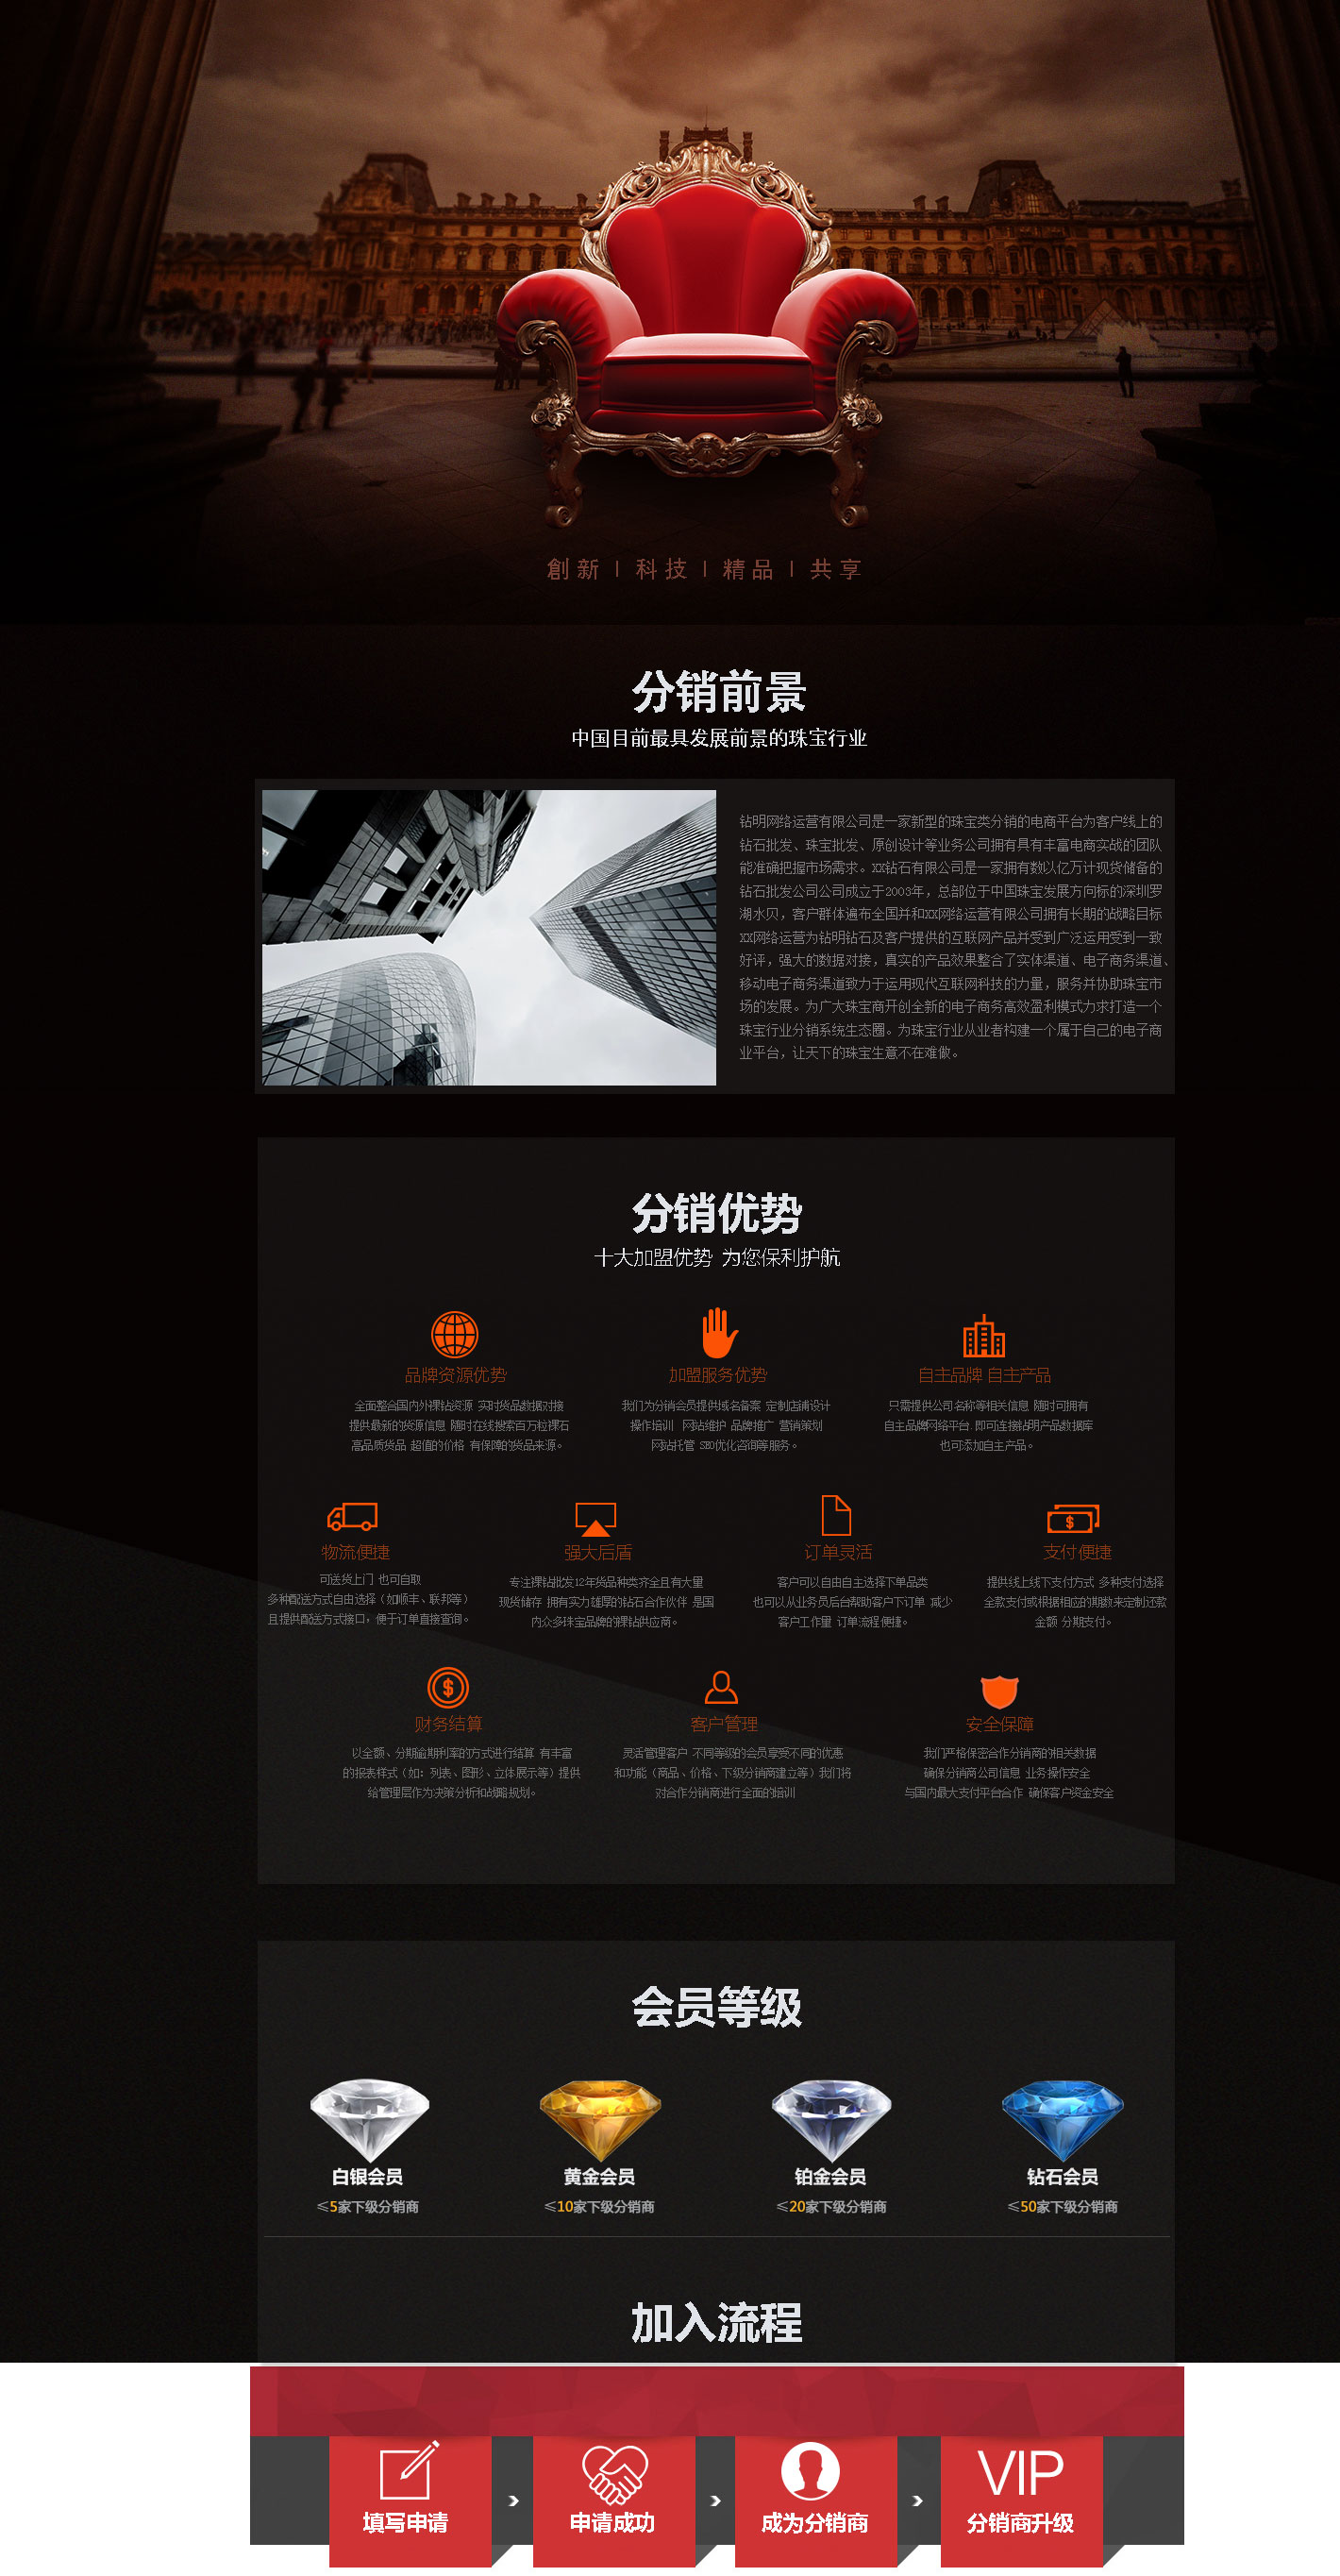 創新 | 科技 | 精品 | 共享
分销前景
中国目前最具发展前景的珠宝行业
钻明网络运营有限公司是一家新型的珠宝类分销的电商平台为客户线上的
钻石批发、珠宝批发、原创设计等业务公司拥有具有丰富电商实战的团队
能准确把握市场需求。XX钻石有限公司是一家拥有数以亿万计现货储备的
钻石批发公司公司成立于2003年，总部位于中国珠宝发展方向标的深圳罗
湖水贝，客户群体遍布全国并和XX网络运营有限公司拥有长期的战略目标
XX网络运营为钻明钻石及客户提供的互联网产品并受到广泛运用受到一致
好评，强大的数据对接，真实的产品效果整合了实体渠道、电子商务渠道、
移动电子商务渠道致力于运用现代互联网科技的力量，服务并协助珠宝市
场的发展。为广大珠宝商开创全新的电子商务高效盈利模式力求打造一个
珠宝行业分销系统生态圈。为珠宝行业从业者构建一个属于自己的电子商
业平台，让天下的珠宝生意不在难做。
分销优势
十大加盟优势 为您保利护航
品牌资源优势
全面整合国内外裸钻资源 实时货品数据对接
提供最新的货源信息 随时在线搜索百万粒裸石
高品质货品 超值的价格 有保障的货品来源。
加盟服务优势
我们为分销会员提供域名备案 定制店铺设计
操作培训 网站维护 品牌推广 营销策划
网站托管 SEO优化咨询等服务。
自主品牌 自主产品
只需提供公司名称等相关信息 随时可拥有
自主品牌网络平台 即可连接钻明产品数据库
也可添加自主产品。
物流便捷
可送货上门 也可自取
多种配送方式自由选择（如顺丰、联邦等）
且提供配送方式接口，便于订单直接查询。
强大后盾
专注裸钻批发12年货品种类齐全且有大量
现货储存 拥有实力雄厚的钻石合作伙伴 是国
内众多珠宝品牌的裸钻供应商。
订单灵活
客户可以自由自主选择下单品类
也可以从业务员后台帮助客户下订单 减少
客户工作量 订单流程便捷。
支付便捷
提供线上线下支付方式 多种支付选择
全款支付或根据相应的期数来定制还款
金额 分期支付。
财务结算
以全额、分期逾期利率的方式进行结算 有丰富
的报表样式（如：列表、图形、立体展示等）提供
给管理层作为决策分析和战略规划。
客户管理
灵活管理客户 不同等级的会员享受不同的优惠
和功能（商品、价格、下级分销商建立等）我们将
对合作分销商进行全面的培训
安全保障
我们严格保密合作分销商的相关数据
确保分销商公司信息 业务操作安全
与国内最大支付平台合作 确保客户资金安全
会员等级
白银会员
≤5家下级分销商
黄金会员
≤10家下级分销商
铂金会员
≤20家下级分销商
钻石会员
≤50家下级分销商
加入流程
填写申请
申请成功
成为分销商
VIP
分销商升级